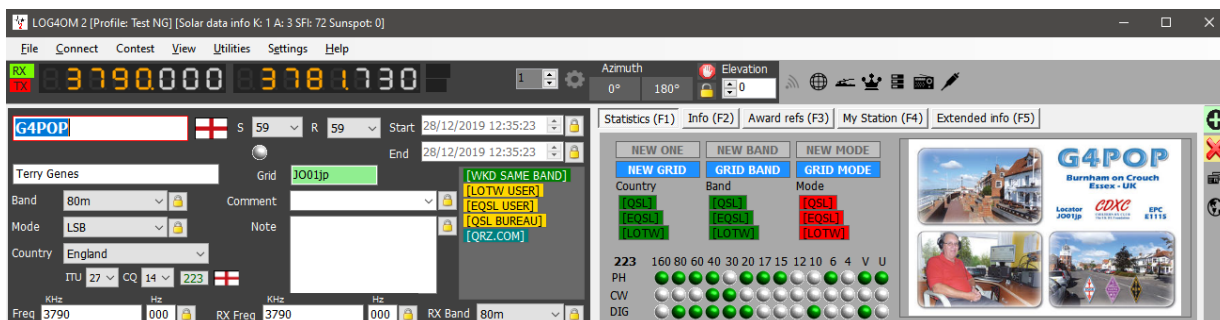 LOG4OM 2 [Profile: Test NG] [Solar data info K: 1 A: 3 SFI: 72 Sunspot: 0]
File Connect Contest View Utilities Settings Help
RX
TX
3790.000 3781.730
1
Azimuth
0° 180°
Elevation
0
G4POP S 59 R 59 Start 28/12/2019 12:35:23
End 28/12/2019 12:35:23
Terry Genes Grid JO01jp
Band 80m Comment
Mode LSB Note
Country England
ITU 27 CQ 14 223
KHz Hz KHz Hz
Freq 3790 000 RX Freq 3790 000 RX Band 80m
[WKD SAME BAND]
[LOTW USER]
[EQSL USER]
[QSL BUREAU]
[QRZ.COM]
Statistics (F1) Info (F2) Award refs (F3) My Station (F4) Extended info (F5)
NEW ONE NEW BAND NEW MODE
NEW GRID GRID BAND GRID MODE
Country Band Mode
[QSL] [QSL] [QSL]
[EQSL] [EQSL] [EQSL]
[LOTW] [LOTW] [LOTW]
223 160 80 60 40 30 20 17 15 12 10 6 4 V U
PH
CW
DIG
G4POP
Burnham on Crouch
Essex - UK
Locator
JO01jp
CDXC
EPC
E1115